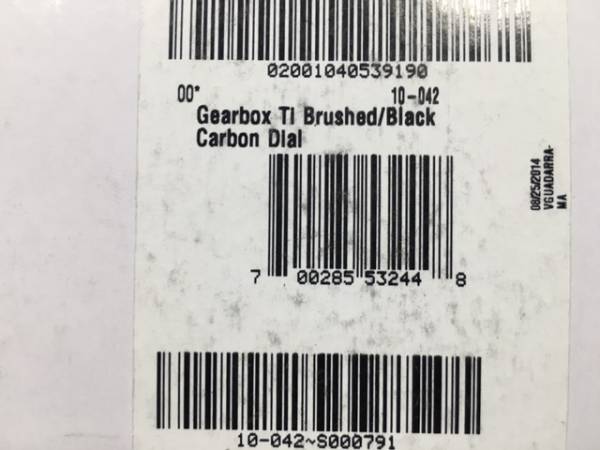 02001040539190
00* 10-042
Gearbox Ti Brushed/Black
Carbon Dial
7 00285 53244 8
08/25/2014
VGUADARRA-
MA
10-042~S000791